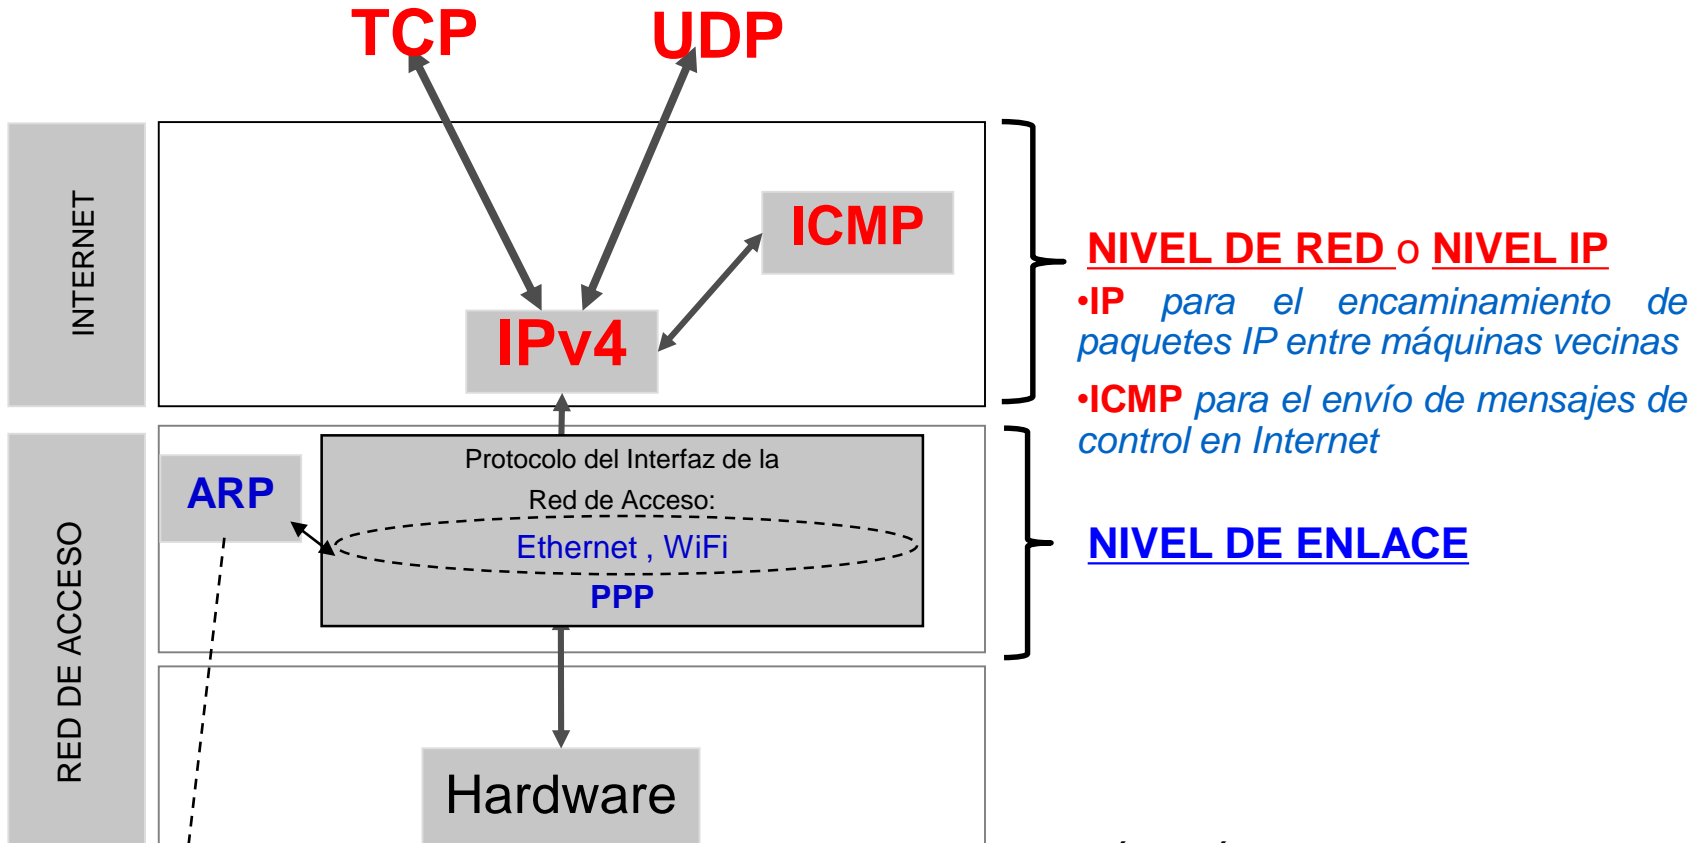 TCP
UDP
INTERNET
ICMP
IPv4
NIVEL DE RED o NIVEL IP
•IP para el encaminamiento de
paquetes IP entre máquinas vecinas
•ICMP para el envío de mensajes de
control en Internet
RED DE ACCESO
ARP
Protocolo del Interfaz de la
Red de Acceso:
Ethernet , WiFi
PPP
NIVEL DE ENLACE
Hardware